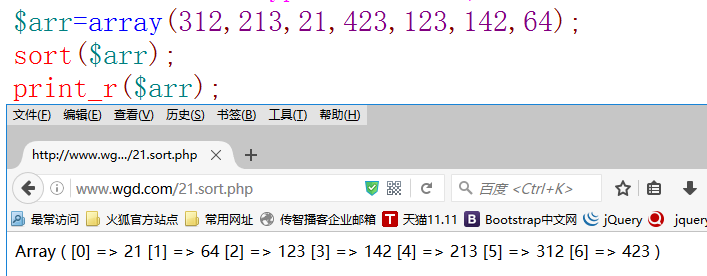 $arr=array(312,213,21,423,123,142,64);
sort($arr);
print_r($arr);
文件(F) 编辑(E) 查看(V) 历史(S) 书签(B) 工具(T) 帮助(H)
http://www.wg.../21.sort.php
www.wgd.com/21.sort.php 百度 <Ctrl+K>
最常访问 火狐官方站点 常用网址 传智播客企业邮箱 T 天猫11.11 B Bootstrap中文网 jQuery jquery
Array ( [0] => 21 [1] => 64 [2] => 123 [3] => 142 [4] => 213 [5] => 312 [6] => 423 )